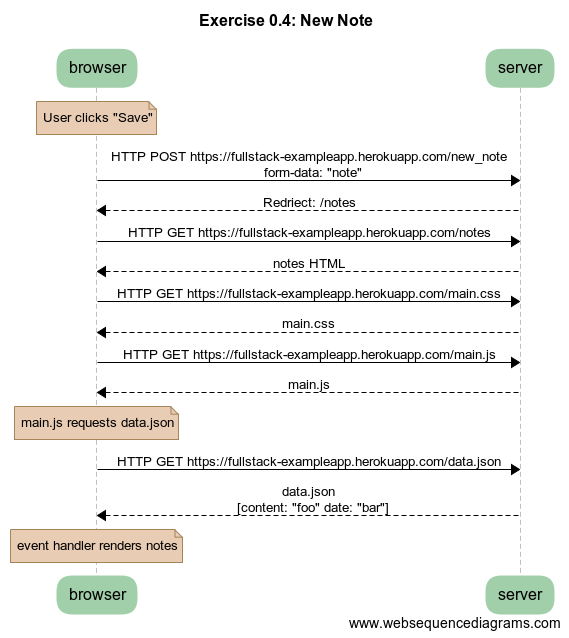 Exercise 0.4: New Note
browser
server
User clicks "Save"
HTTP POST https://fullstack-exampleapp.herokuapp.com/new_note
form-data: "note"
Redriect: /notes
HTTP GET https://fullstack-exampleapp.herokuapp.com/notes
notes HTML
HTTP GET https://fullstack-exampleapp.herokuapp.com/main.css
main.css
HTTP GET https://fullstack-exampleapp.herokuapp.com/main.js
main.js
main.js requests data.json
HTTP GET https://fullstack-exampleapp.herokuapp.com/data.json
data.json
[content: "foo" date: "bar"]
event handler renders notes
browser
server
www.websequencediagrams.com